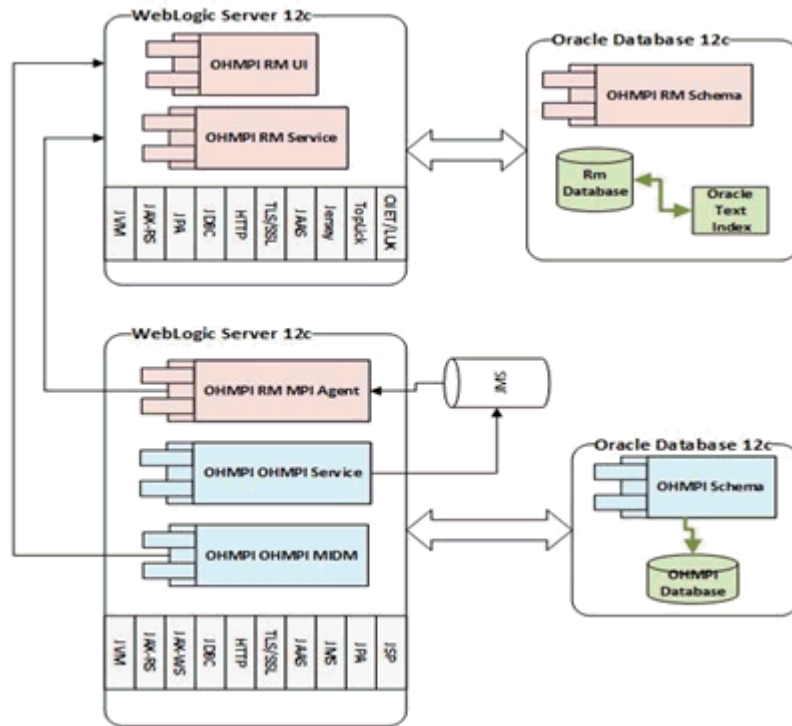 WebLogic Server 12c
OHMPI RM UI
OHMPI RM Service
JVM
JAX-RS
JPA
JDBC
HTTP
TLS/SSL
JAAS
Jersey
TopLick
OJET/LUX
Oracle Database 12c
OHMPI RM Schema
Rm
Database
Oracle
Text
Index
WebLogic Server 12c
OHMPI RM MPI Agent
OHMPI OHMPI Service
OHMPI OHMPI MIDM
JVM
JAX-RS
JAX-WS
JDBC
HTTP
TLS/SSL
JAAS
JMS
JPA
JSP
JMS
Oracle Database 12c
OHMPI Schema
OHMPI
Database